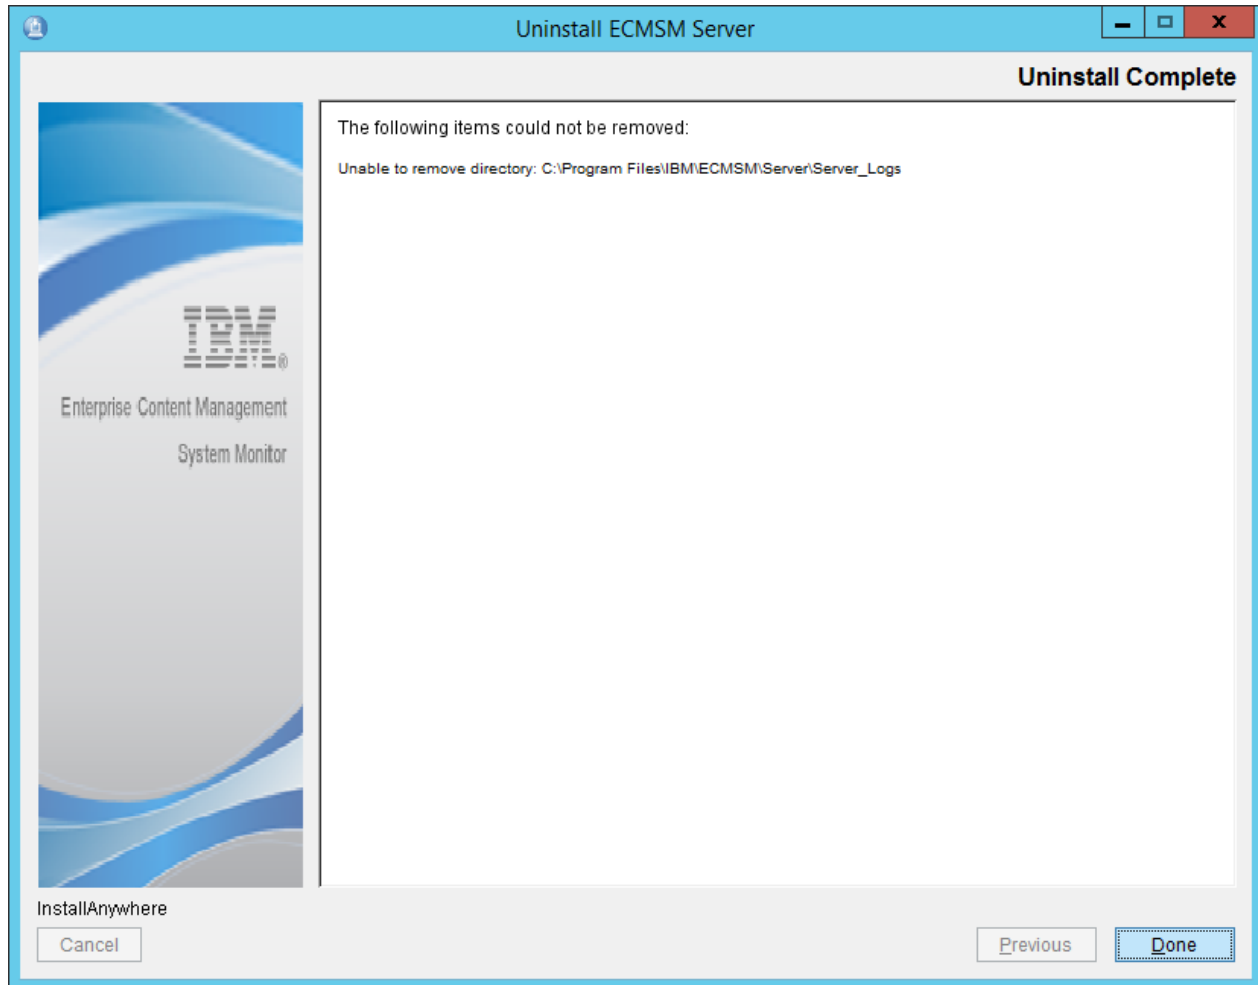 Uninstall ECMSM Server
Uninstall Complete
The following items could not be removed:
Unable to remove directory: C:\Program Files\IBM\ECMSM\Server\Server_Logs
IBM®
Enterprise Content Management
System Monitor
InstallAnywhere
Cancel
Previous
Done